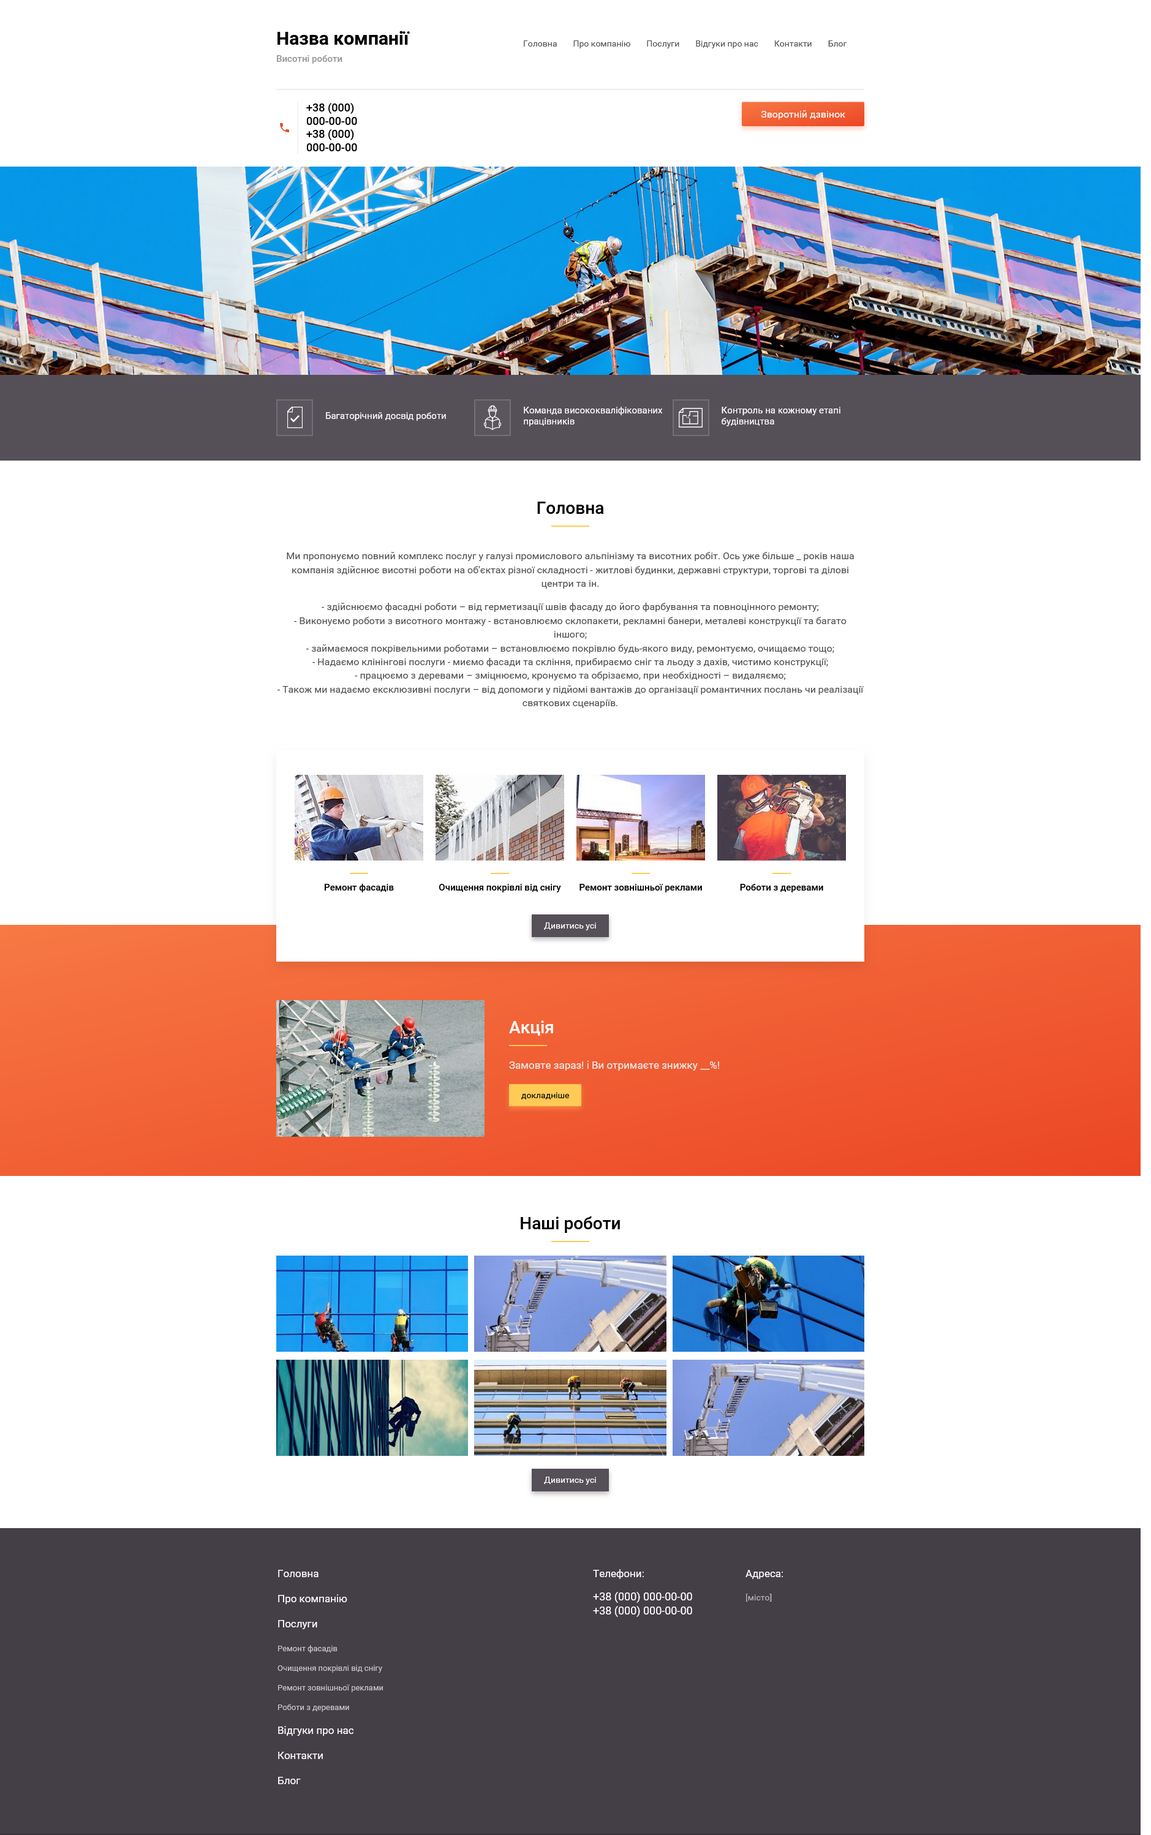 Назва компанії
Висотні роботи
Головна
Про компанію
Послуги
Відгуки про нас
Контакти
Блог
+38 (000)
000-00-00
+38 (000)
000-00-00
Зворотній дзвінок
Багаторічний досвід роботи
Команда висококваліфікованих
працівників
Контроль на кожному етапі
будівництва
Головна
Ми пропонуємо повний комплекс послуг у галузі промислового альпінізму та висотних робіт. Ось уже більше _ років наша
компанія здійснює висотні роботи на об'єктах різної складності - житлові будинки, державні структури, торгові та ділові
центри та ін.
- здійснюємо фасадні роботи – від герметизації швів фасаду до його фарбування та повноцінного ремонту;
- Виконуємо роботи з висотного монтажу - встановлюємо склопакети, рекламні банери, металеві конструкції та багато
іншого;
- займаємося покрівельними роботами – встановлюємо покрівлю будь-якого виду, ремонтуємо, очищаємо тощо;
- Надаємо клінінгові послуги - миємо фасади та скління, прибираємо сніг та льоду з дахів, чистимо конструкції;
- працюємо з деревами – зміцнюємо, кронуємо та обрізаємо, при необхідності – видаляємо;
- Також ми надаємо ексклюзивні послуги – від допомоги у підйомі вантажів до організації романтичних послань чи реалізації
святкових сценаріїв.
Ремонт фасадів
Очищення покрівлі від снігу
Ремонт зовнішньої реклами
Роботи з деревами
Дивитись усі
Акція
Замовте зараз! і Ви отримаєте знижку __%!
докладніше
Наші роботи
Дивитись усі
Головна
Про компанію
Послуги
Ремонт фасадів
Очищення покрівлі від снігу
Ремонт зовнішньої реклами
Роботи з деревами
Відгуки про нас
Контакти
Блог
Телефони:
+38 (000) 000-00-00
+38 (000) 000-00-00
Адреса:
[місто]